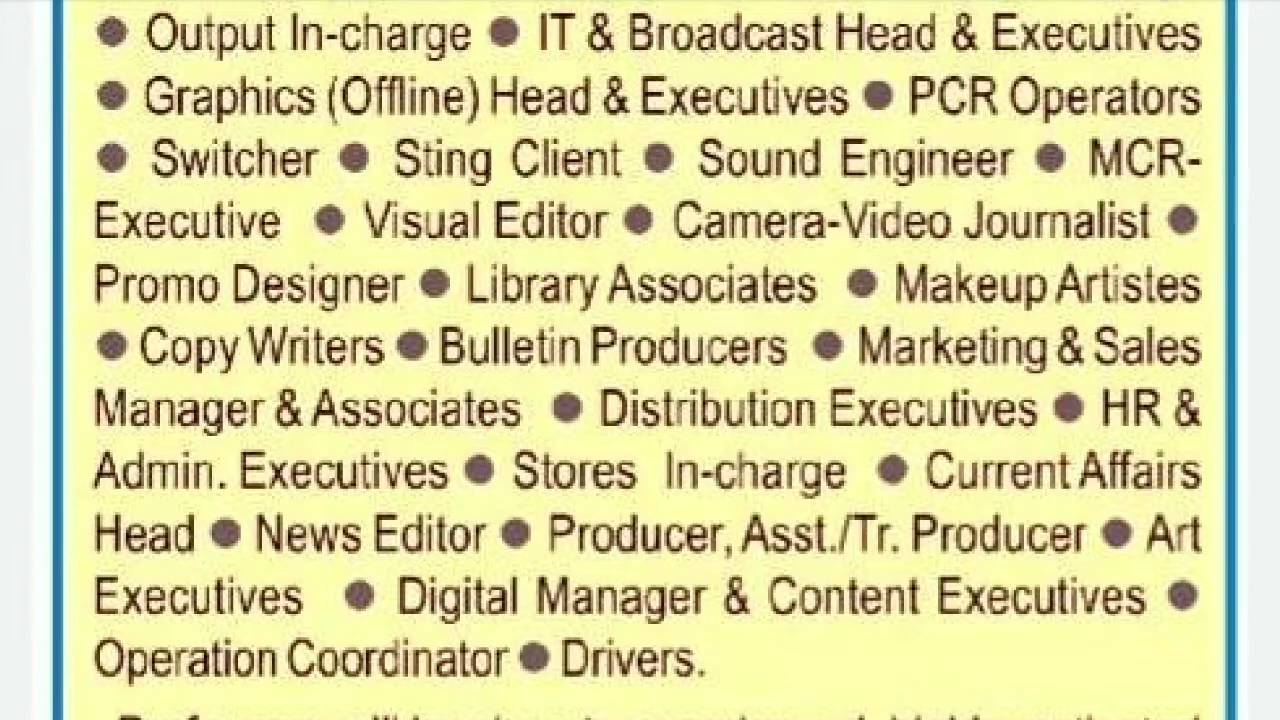 ● Output In-charge ● IT & Broadcast Head & Executives
● Graphics (Offline) Head & Executives ● PCR Operators
● Switcher ● Sting Client ● Sound Engineer ● MCR-
Executive ● Visual Editor ● Camera-Video Journalist ●
Promo Designer ● Library Associates ● Makeup Artistes
● Copy Writers ● Bulletin Producers ● Marketing & Sales
Manager & Associates ● Distribution Executives ● HR &
Admin. Executives ● Stores In-charge ● Current Affairs
Head ● News Editor ● Producer, Asst./Tr. Producer ● Art
Executives ● Digital Manager & Content Executives ●
Operation Coordinator ● Drivers.